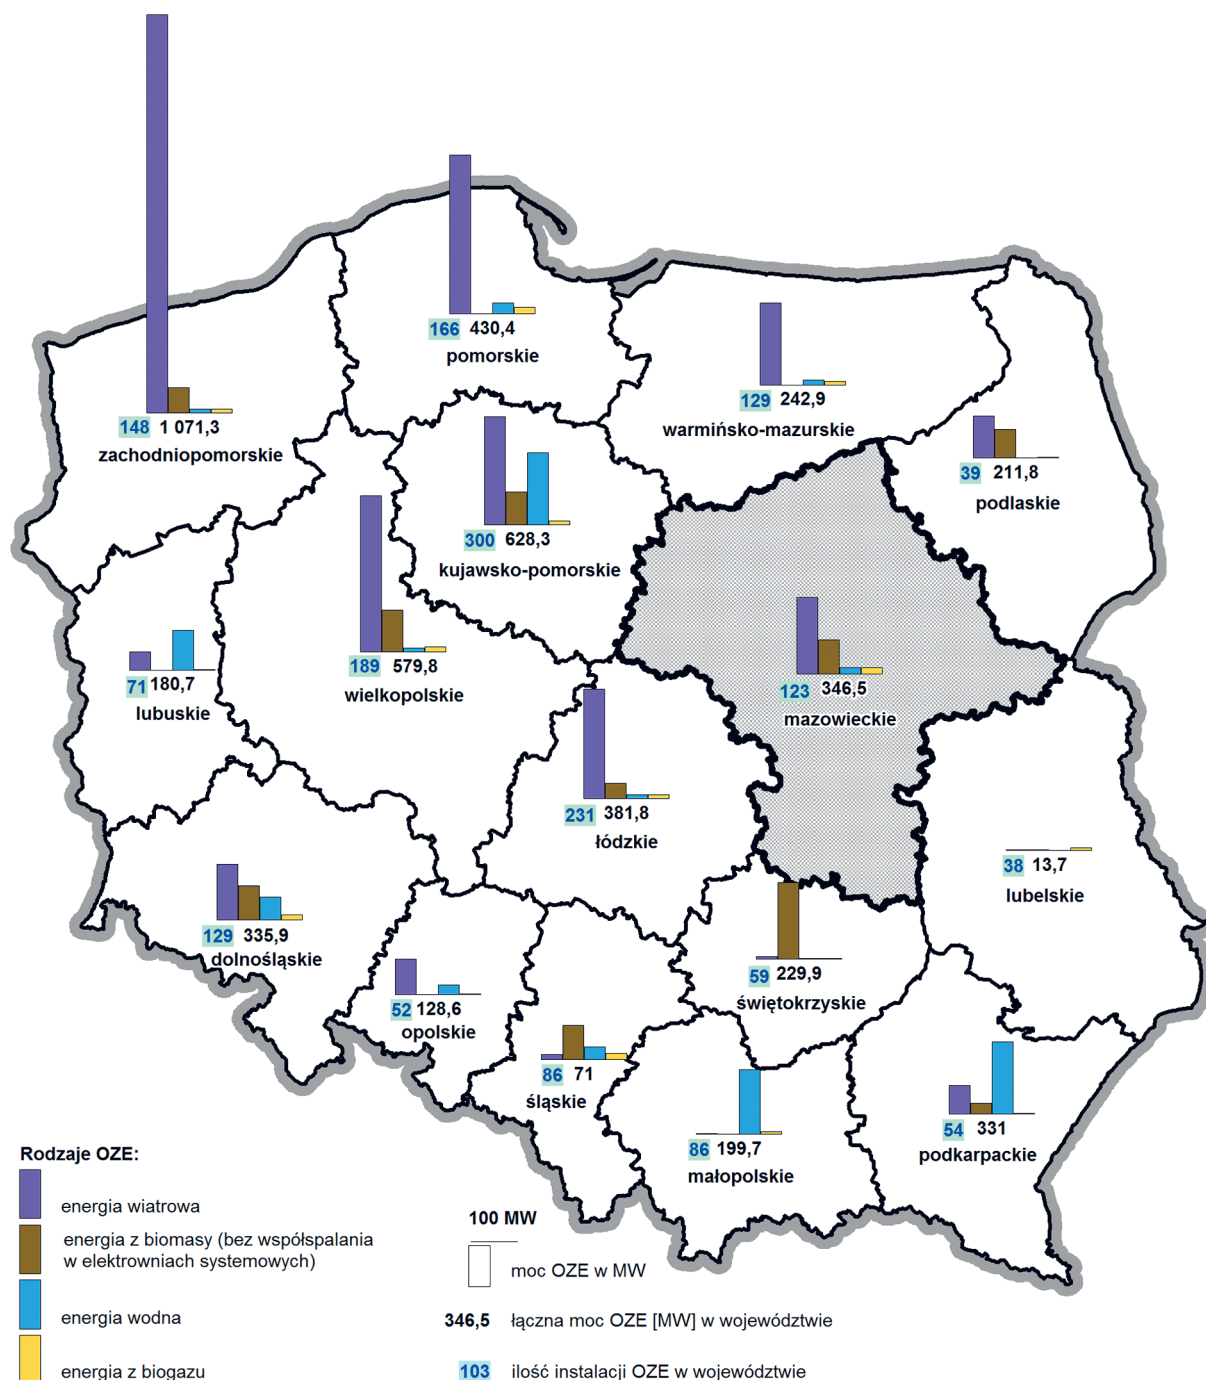 166 430,4
pomorskie
148 1 071,3
zachodniopomorskie
129 242,9
warmińsko-mazurskie
39 211,8
podlaskie
300 628,3
kujawsko-pomorskie
189 579,8
wielkopolskie
71 180,7
lubuskie
123 346,5
mazowieckie
231 381,8
łódzkie
38 13,7
lubelskie
129 335,9
dolnośląskie
59 229,9
świętokrzyskie
52 128,6
opolskie
86 71
śląskie
54 331
podkarpackie
86 199,7
małopolskie
Rodzaje OZE:
energia wiatrowa
energia z biomasy (bez współspalania
w elektrowniach systemowych)
energia wodna
energia z biogazu
100 MW
moc OZE w MW
346,5 łączna moc OZE [MW] w województwie
103 ilość instalacji OZE w województwie